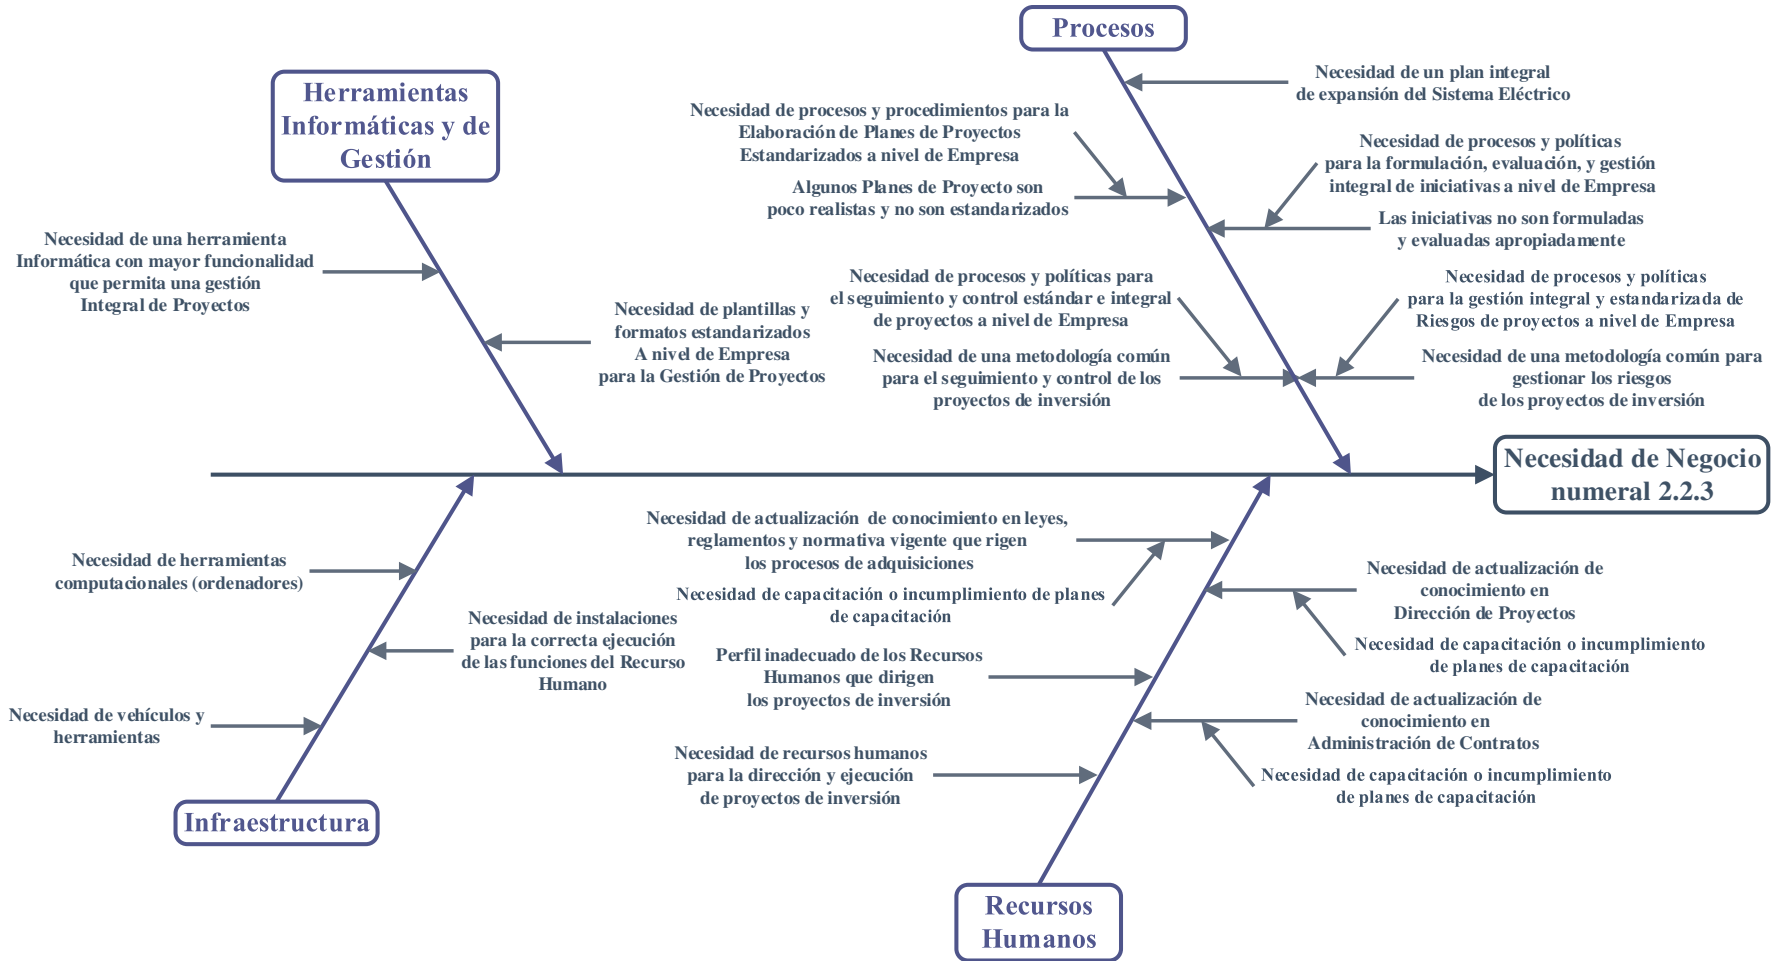 Procesos
Necesidad de un plan integral
de expansión del Sistema Eléctrico
Herramientas
Informáticas y de
Gestión
Necesidad de procesos y procedimientos para la
Elaboración de Planes de Proyectos
Estandarizados a nivel de Empresa
Necesidad de procesos y políticas
para la formulación, evaluación, y gestión
integral de iniciativas a nivel de Empresa
Algunos Planes de Proyecto son
poco realistas y no son estandarizados
Las iniciativas no son formuladas
y evaluadas apropiadamente
Necesidad de una herramienta
Informática con mayor funcionalidad
que permita una gestión
Integral de Proyectos
Necesidad de procesos y políticas para
el seguimiento y control estándar e integral
de proyectos a nivel de Empresa
Necesidad de procesos y políticas
para la gestión integral y estandarizada de
Riesgos de proyectos a nivel de Empresa
Necesidad de plantillas y
formatos estandarizados
A nivel de Empresa
para la Gestión de Proyectos
Necesidad de una metodología común
para el seguimiento y control de los
proyectos de inversión
Necesidad de una metodología común para
gestionar los riesgos
de los proyectos de inversión
Necesidad de Negocio
numeral 2.2.3
Necesidad de actualización de conocimiento en leyes,
reglamentos y normativa vigente que rigen
los procesos de adquisiciones
Necesidad de herramientas
computacionales (ordenadores)
Necesidad de actualización de
conocimiento en
Dirección de Proyectos
Necesidad de capacitación o incumplimiento de planes
de capacitación
Necesidad de instalaciones
para la correcta ejecución
de las funciones del Recurso
Humano
Necesidad de capacitación o incumplimiento
de planes de capacitación
Perfil inadecuado de los Recursos
Humanos que dirigen
los proyectos de inversión
Necesidad de actualización de
conocimiento en
Administración de Contratos
Necesidad de vehículos y
herramientas
Necesidad de recursos humanos
para la dirección y ejecución
de proyectos de inversión
Necesidad de capacitación o incumplimiento
de planes de capacitación
Infraestructura
Recursos
Humanos